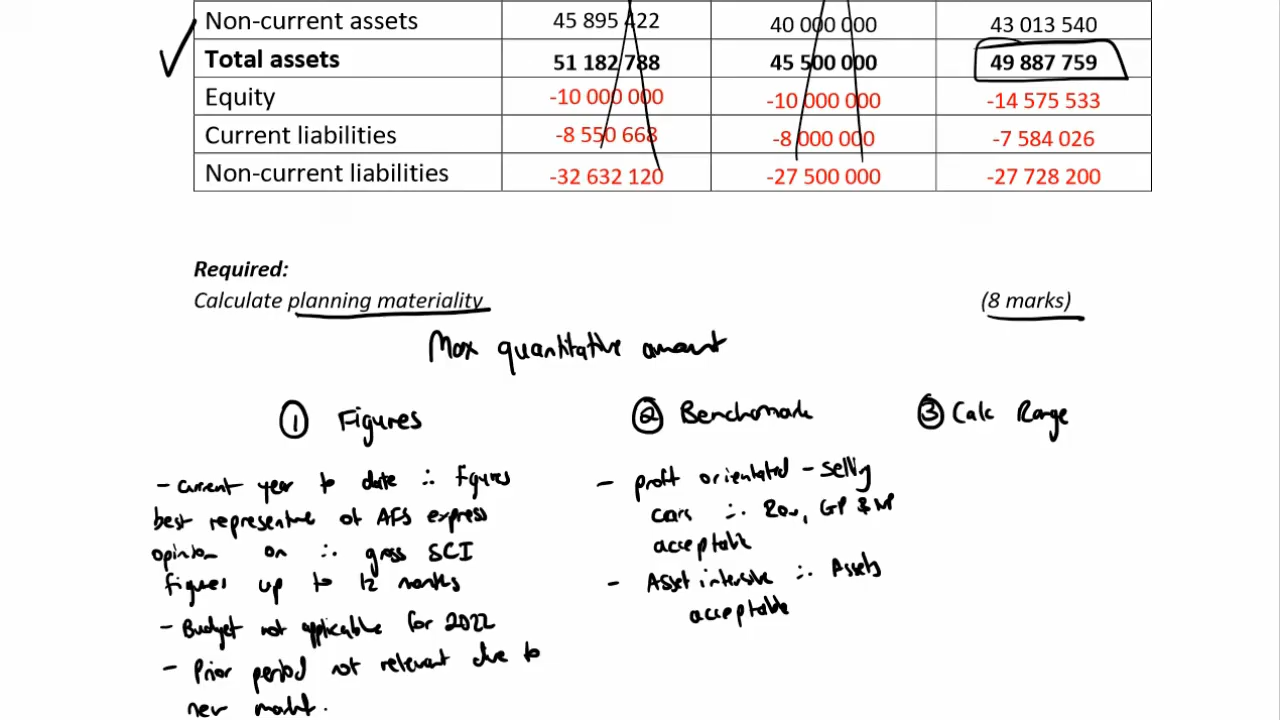 Non-current assets 45 895 422 40 000 000 43 013 540
Total assets 51 182 788 45 500 000 49 887 759
Equity -10 000 000 -10 000 000 -14 575 533
Current liabilities -8 550 668 -8 000 000 -7 584 026
Non-current liabilities -32 632 120 -27 500 000 -27 728 200
Required:
Calculate planning materiality (8 marks)
Max quantitative amount
① Figures ② Benchmark ③ Calc Range
- current year to date ∴ figures
best representive of AFS express
opinion on ∴ gross SCI
figures up to 12 months
- Budget not applicable for 2022
- Prior period not relevant due to
new markt.
- profit orientated - selling
cars ∴ Rev, GP & NP
acceptable
- Asset intensive ∴ Assets
acceptable